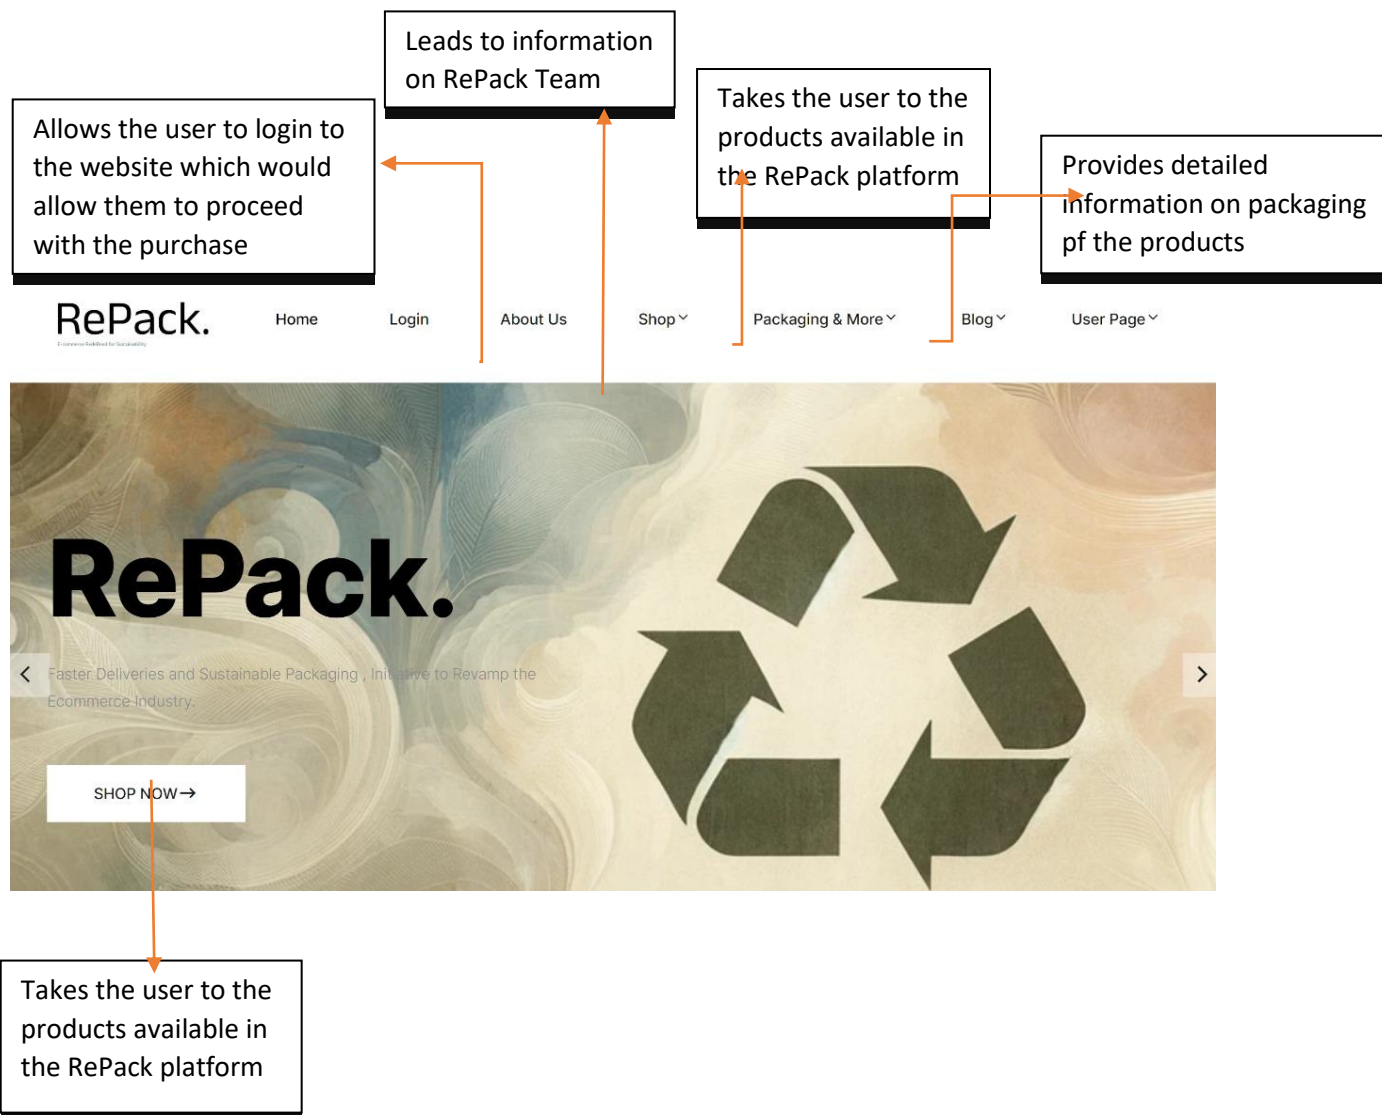 Leads to information
on RePack Team
Takes the user to the
products available in
the RePack platform
Allows the user to login to
the website which would
allow them to proceed
with the purchase
Provides detailed
information on packaging
pf the products
RePack.
E-commerce Redefined for Sustainability
Home
Login
About Us
Shop
Packaging & More
Blog
User Page
RePack.
Faster Deliveries and Sustainable Packaging , Initiative to Revamp the
Ecommerce Industry.
SHOP NOW→
Takes the user to the
products available in
the RePack platform